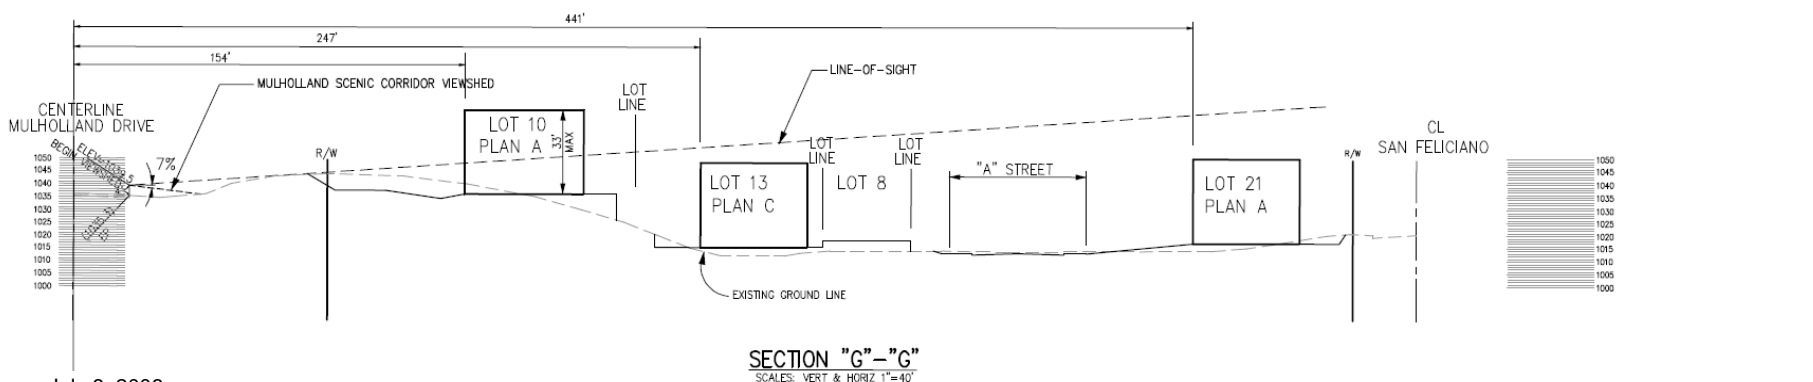 441'
247'
154'
MULHOLLAND SCENIC CORRIDOR VIEWSHED
LINE-OF-SIGHT
CENTERLINE
MULHOLLAND DRIVE
LOT
LINE
LOT 10
PLAN A
33'
MAX
R/W
7%
BEGIN VIEWSHED
LOT
LINE
LOT
LINE
LOT 13
PLAN C
LOT 8
"A" STREET
LOT 21
PLAN A
R/W
CL
SAN FELICIANO
1050
1045
1040
1035
1030
1025
1020
1015
1010
1005
1000
1050
1045
1040
1035
1030
1025
1020
1015
1010
1005
1000
EXISTING GROUND LINE
SECTION "G"-"G"
SCALES: VERT & HORIZ 1"=40'